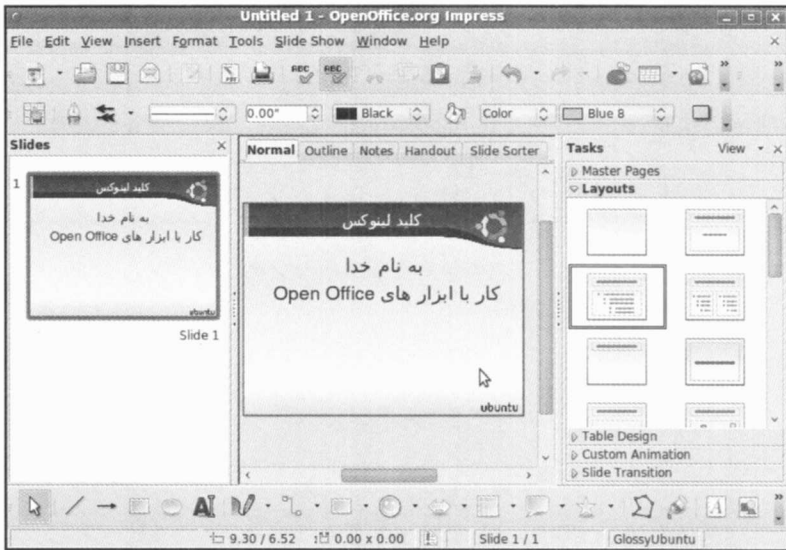 Untitled 1 - OpenOffice.org Impress
File Edit View Insert Format Tools Slide Show Window Help
0.00" Black Color Blue 8
Slides
Normal Outline Notes Handout Slide Sorter
Tasks View
Master Pages
Layouts
1
کلید لینوکس
به نام خدا
کار با ابزار های Open Office
ubuntu
Slide 1
کلید لینوکس
به نام خدا
کار با ابزار های Open Office
ubuntu
Table Design
Custom Animation
Slide Transition
9.30 / 6.52 0.00 x 0.00 Slide 1 / 1 GlossyUbuntu